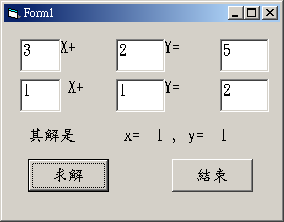 Form1
3 X+ 2 Y= 5
1 X+ 1 Y= 2
其解是 x= 1 , y= 1
求解 結束